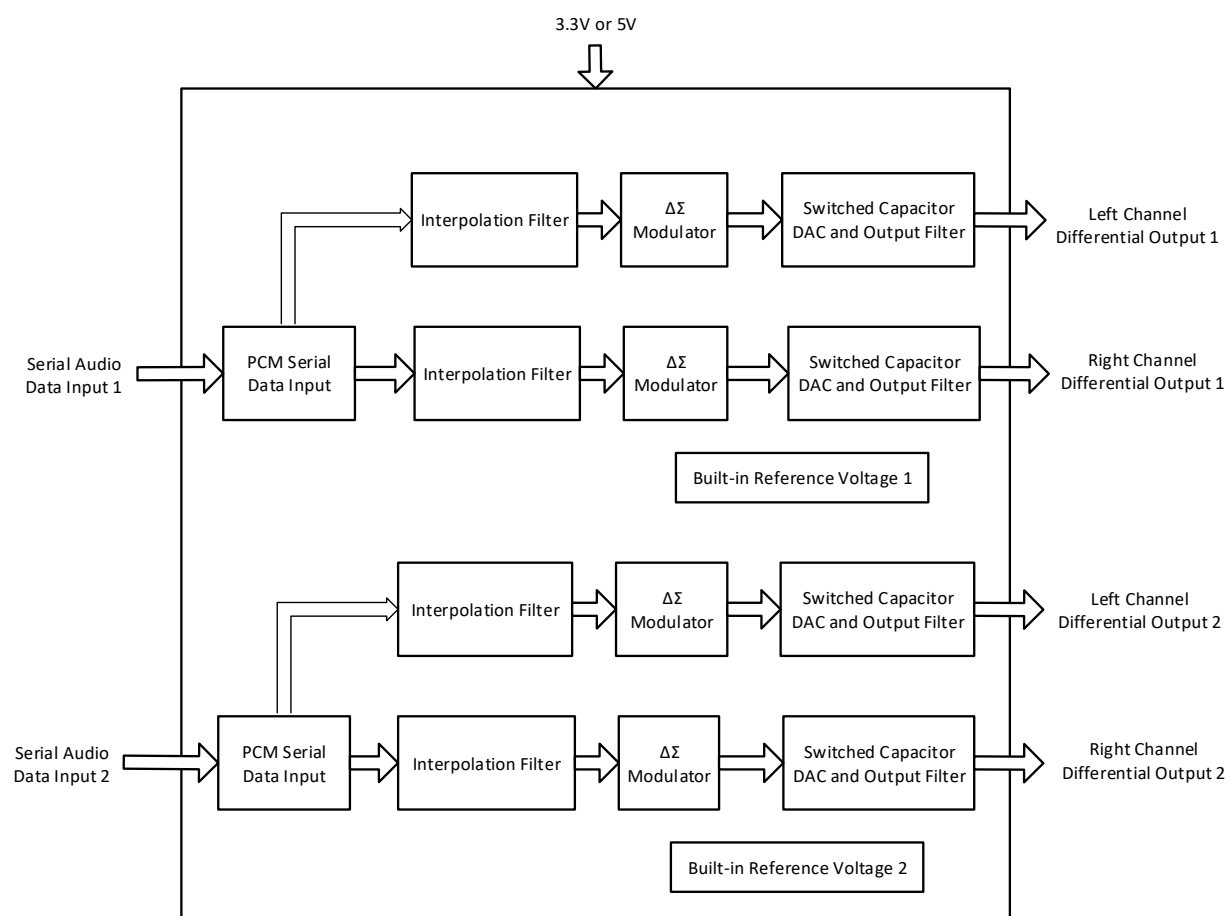 3.3V or 5V
Interpolation Filter
ΔΣ
Modulator
Switched Capacitor
DAC and Output Filter
Left Channel
Differential Output 1
Serial Audio
Data Input 1
PCM Serial
Data Input
Interpolation Filter
ΔΣ
Modulator
Switched Capacitor
DAC and Output Filter
Right Channel
Differential Output 1
Built-in Reference Voltage 1
Interpolation Filter
ΔΣ
Modulator
Switched Capacitor
DAC and Output Filter
Left Channel
Differential Output 2
Serial Audio
Data Input 2
PCM Serial
Data Input
Interpolation Filter
ΔΣ
Modulator
Switched Capacitor
DAC and Output Filter
Right Channel
Differential Output 2
Built-in Reference Voltage 2